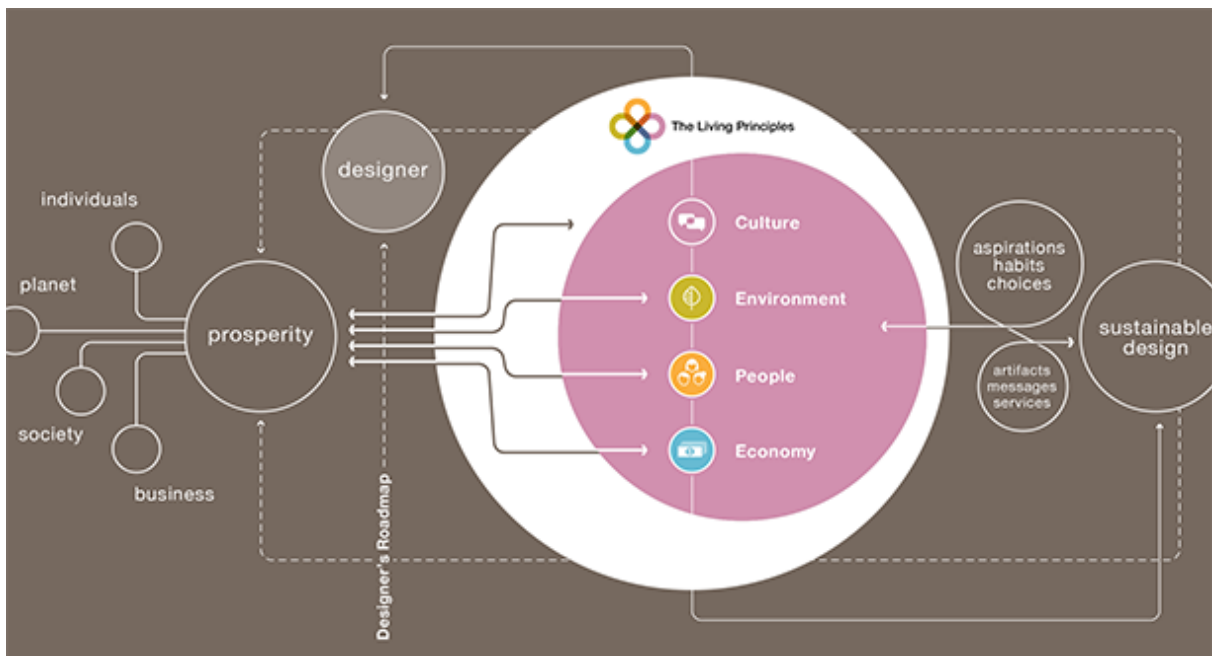 The Living Principles
designer
individuals
planet
prosperity
society
business
Designer's Roadmap
Culture
Environment
People
Economy
aspirations
habits
choices
sustainable
design
artifacts
messages
services